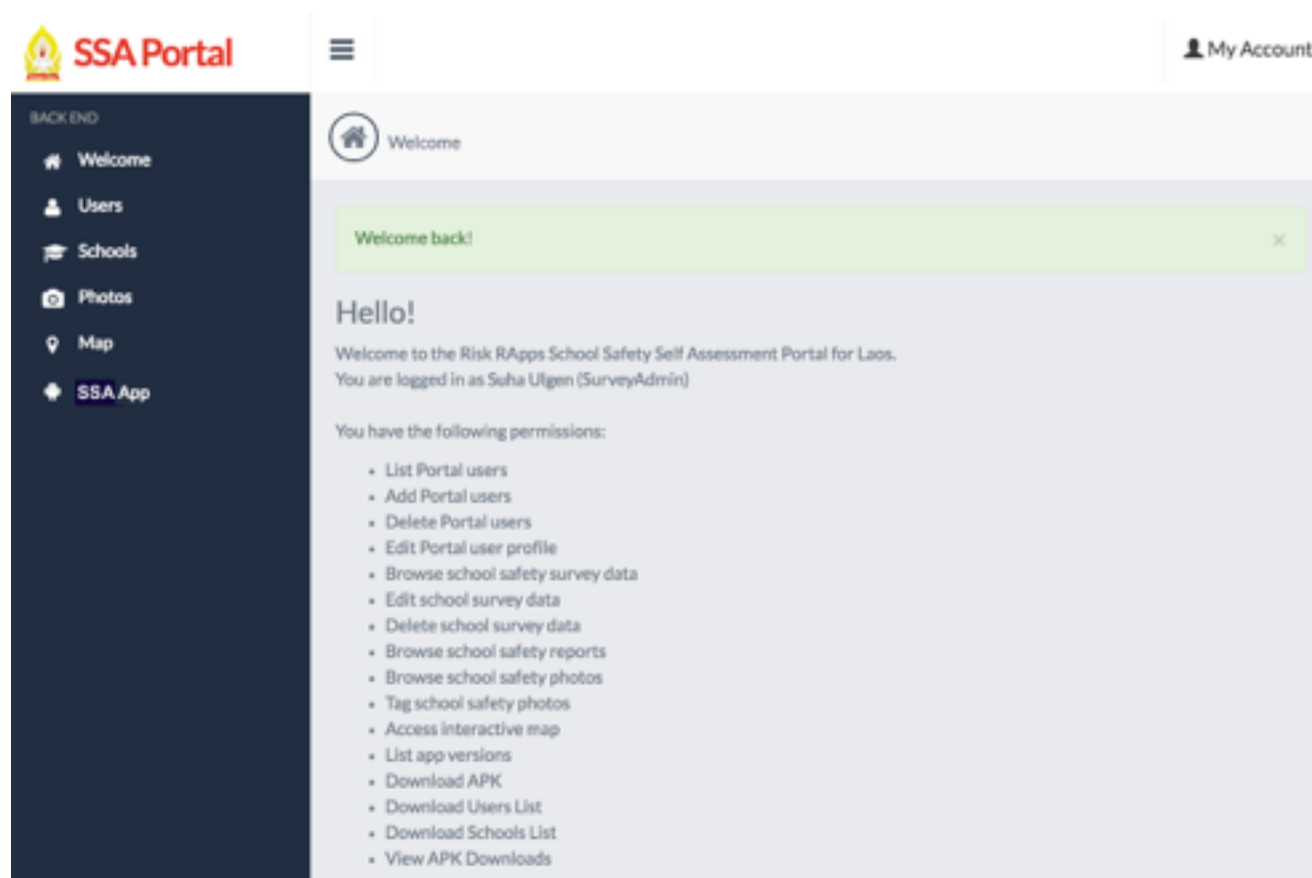 SSA Portal
My Account
BACK END
Welcome
Users
Schools
Photos
Map
SSA App
Welcome
Welcome back!
×
Hello!
Welcome to the Risk RApps School Safety Self Assessment Portal for Laos.
You are logged in as Suha Ulgen (SurveyAdmin)
You have the following permissions:
• List Portal users
• Add Portal users
• Delete Portal users
• Edit Portal user profile
• Browse school safety survey data
• Edit school survey data
• Delete school survey data
• Browse school safety reports
• Browse school safety photos
• Tag school safety photos
• Access interactive map
• List app versions
• Download APK
• Download Users List
• Download Schools List
• View APK Downloads